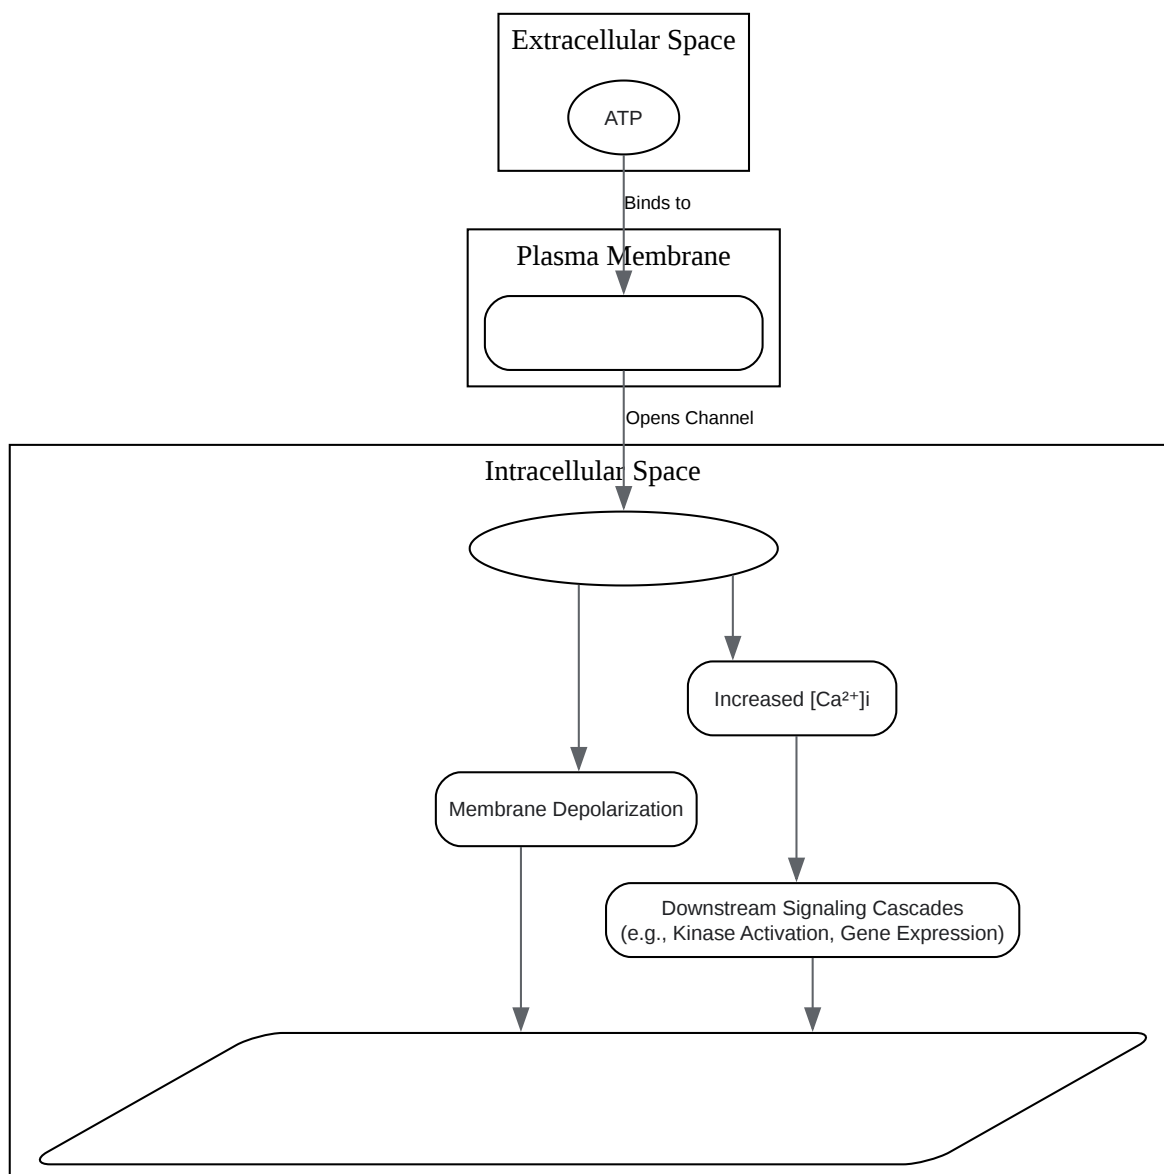 Extracellular Space
ATP
Binds to
Plasma Membrane
Opens Channel
Intracellular Space
Increased [Ca²⁺]i
Membrane Depolarization
Downstream Signaling Cascades
(e.g., Kinase Activation, Gene Expression)